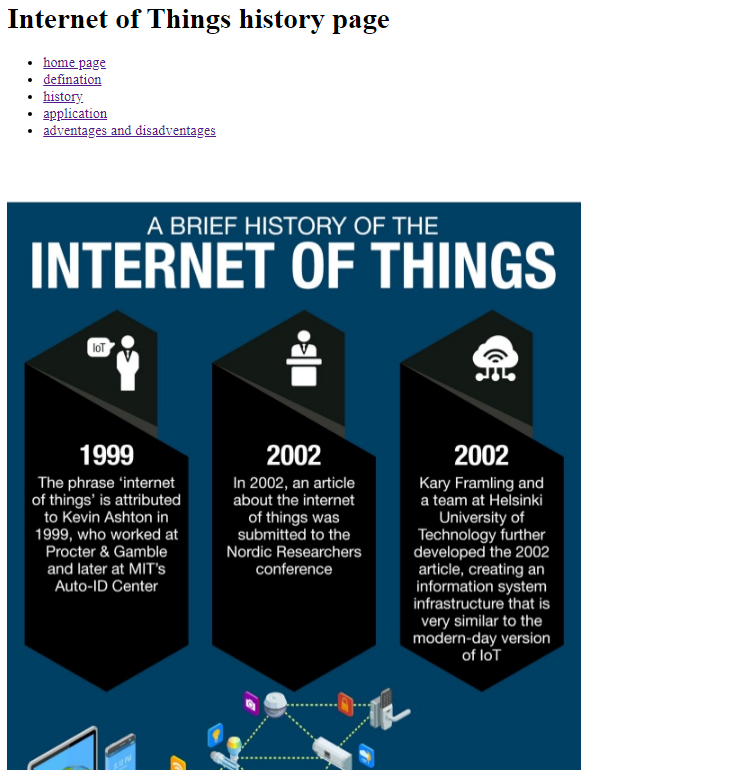 Internet of Things history page
home page
defination
history
application
adventages and disadventages
A BRIEF HISTORY OF THE
INTERNET OF THINGS
IoT
1999
The phrase ‘internet
of things’ is attributed
to Kevin Ashton in
1999, who worked at
Procter & Gamble
and later at MIT’s
Auto-ID Center
2002
In 2002, an article
about the internet
of things was
submitted to the
Nordic Researchers
conference
2002
Kary Framling and
a team at Helsinki
University of
Technology further
developed the 2002
article, creating an
information system
infrastructure that is
very similar to the
modern-day version
of IoT